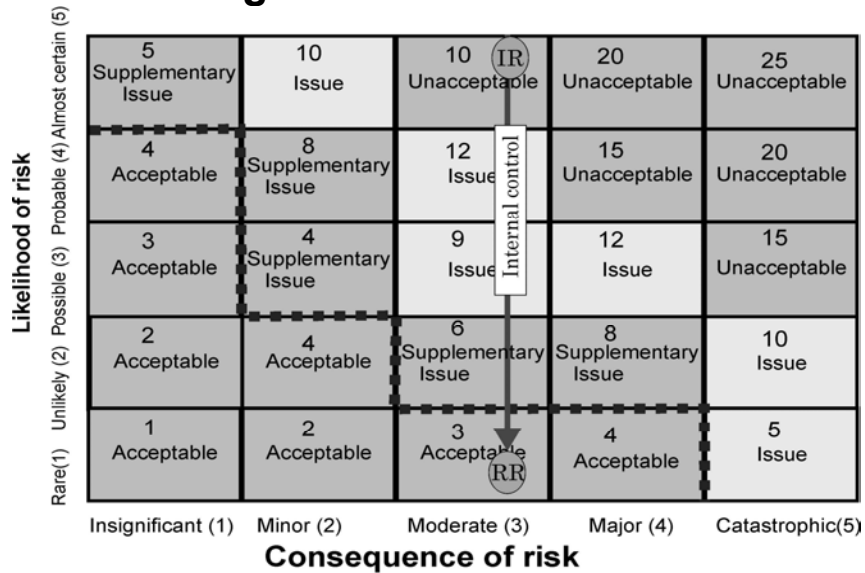 Likelihood of risk
Almost certain (5)
Probable (4)
Possible (3)
Unlikely (2)
Rare(1)
5
Supplementary
Issue
10
Issue
10
Unacceptable
IR
20
Unacceptable
25
Unacceptable
4
Acceptable
8
Supplementary
Issue
12
Issue
Internal control
15
Unacceptable
20
Unacceptable
3
Acceptable
4
Supplementary
Issue
9
Issue
12
Issue
15
Unacceptable
2
Acceptable
4
Acceptable
6
Supplementary
Issue
8
Supplementary
Issue
10
Issue
1
Acceptable
2
Acceptable
3
Acceptable
RR
4
Acceptable
5
Issue
Insignificant (1)
Minor (2)
Moderate (3)
Major (4)
Catastrophic(5)
Consequence of risk